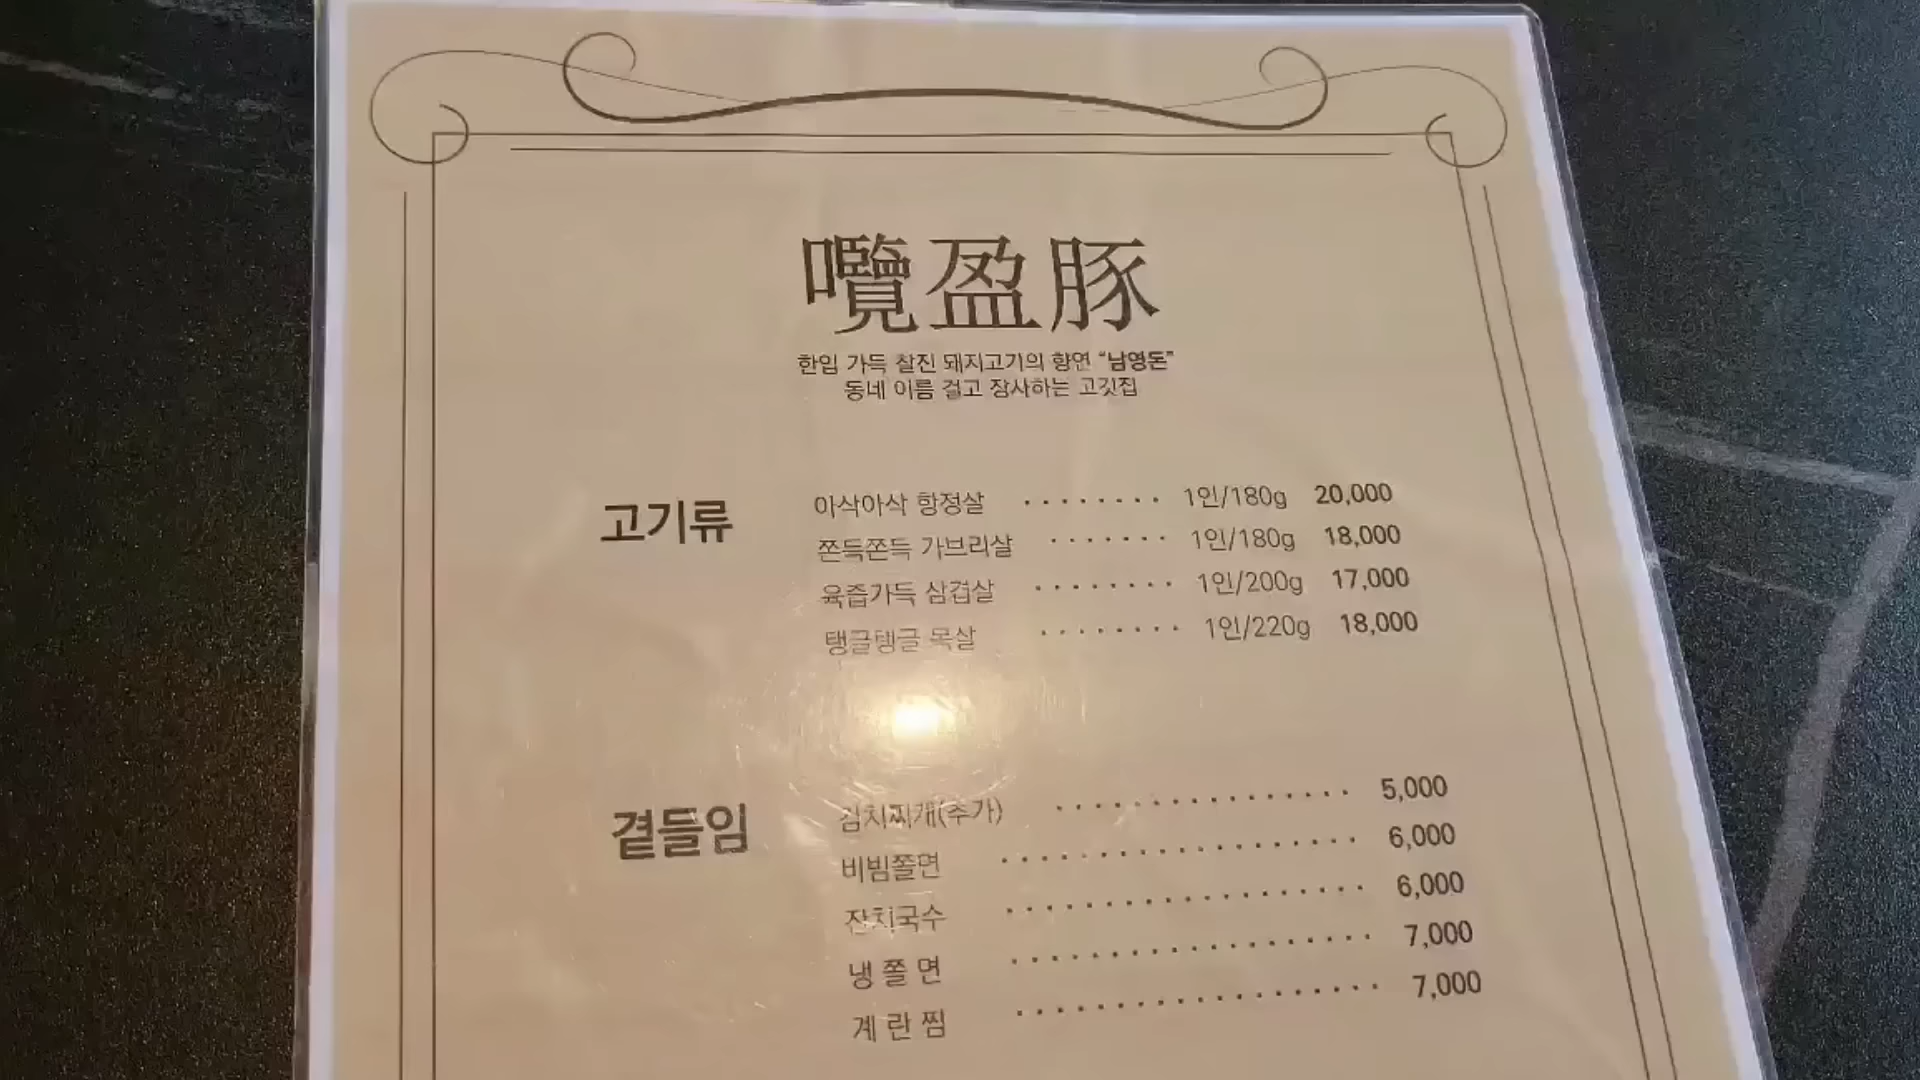 囕盈豚
한입 가득 찰진 돼지고기의 향연 “남영돈”
동네 이름 걸고 장사하는 고깃집
고기류
아삭아삭 항정살 ········ 1인/180g 20,000
쫀득쫀득 가브리살 ······· 1인/180g 18,000
육즙가득 삼겹살 ········ 1인/200g 17,000
탱글탱글 목살 ········ 1인/220g 18,000
곁들임
김치찌개(추가) ················ 5,000
비빔쫄면 ··················· 6,000
잔치국수 ··················· 6,000
냉쫄면 ··················· 7,000
계란찜 ··················· 7,000